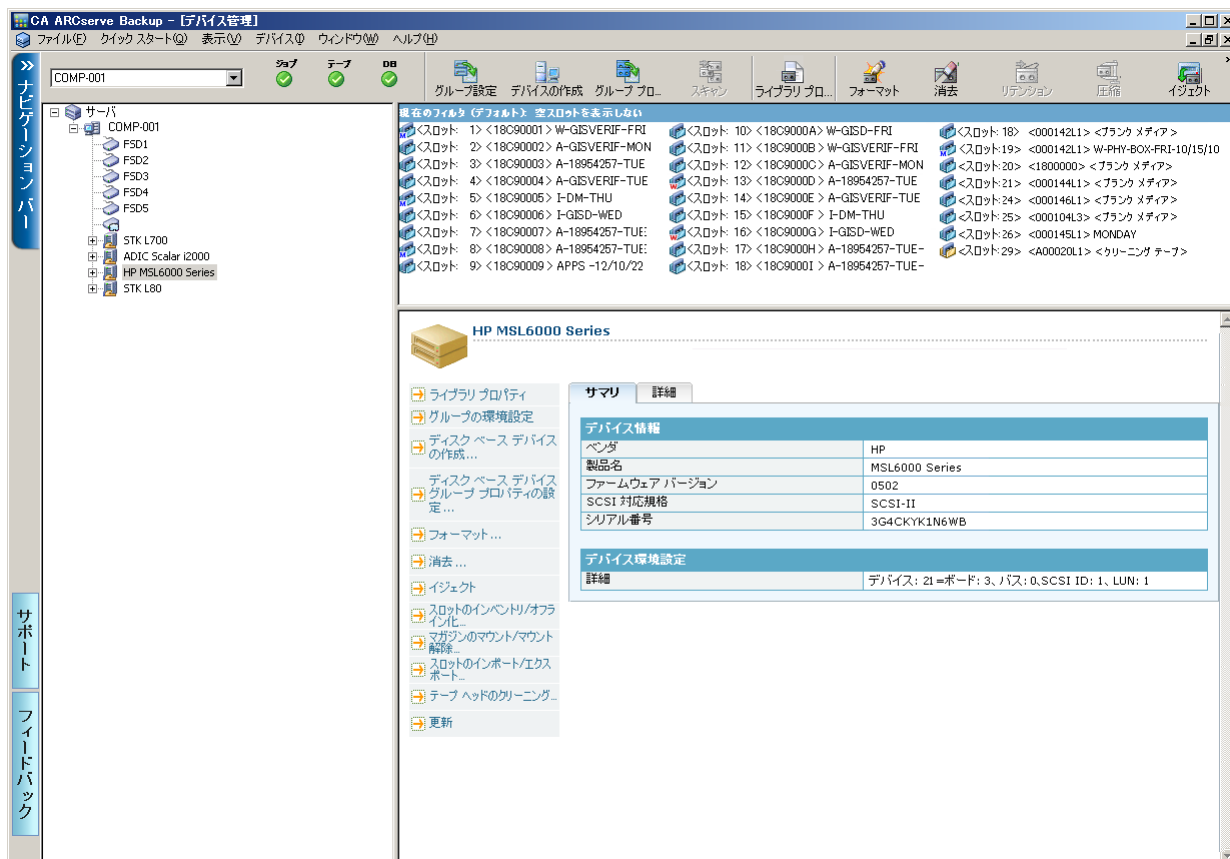 CA ARCserve Backup - [デバイス管理]
ファイル(F) クイック スタート(Q) 表示(V) デバイス(I) ウィンドウ(W) ヘルプ(H)
COMP-001
ジョブ テープ DB
グループ設定 デバイスの作成 グループ プロ... スキャン ライブラリ プロ... フォーマット 消去 リテンション 圧縮 イジェクト
ナビゲーション バー
サポート
フィードバック
サーバ
COMP-001
FSD1
FSD2
FSD3
FSD4
FSD5
STK L700
ADIC Scalar i2000
HP MSL6000 Series
STK L80
現在のフィルタ (デフォルト): 空スロットを表示しない
<スロット: 1> <18C90001> W-GISVERIF-FRI
<スロット: 2> <18C90002> A-GISVERIF-MON
<スロット: 3> <18C90003> A-18954257-TUE
<スロット: 4> <18C90004> A-GISVERIF-TUE
<スロット: 5> <18C90005> I-DM-THU
<スロット: 6> <18C90006> I-GISD-WED
<スロット: 7> <18C90007> A-18954257-TUE
<スロット: 8> <18C90008> A-18954257-TUE
<スロット: 9> <18C90009> APPS -12/10/22
<スロット: 10> <18C9000A> W-GISD-FRI
<スロット: 11> <18C9000B> W-GISVERIF-FRI
<スロット: 12> <18C9000C> A-GISVERIF-MON
<スロット: 13> <18C9000D> A-18954257-TUE
<スロット: 14> <18C9000E> A-GISVERIF-TUE
<スロット: 15> <18C9000F> I-DM-THU
<スロット: 16> <18C9000G> I-GISD-WED
<スロット: 17> <18C9000H> A-18954257-TUE-
<スロット: 18> <18C9000I> A-18954257-TUE-
<スロット: 18> <000142L1> <ブランク メディア>
<スロット:19> <000142L1> W-PHY-BOX-FRI-10/15/10
<スロット:20> <1800000> <ブランク メディア>
<スロット:21> <000144L1> <ブランク メディア>
<スロット:24> <000146L1> <ブランク メディア>
<スロット:25> <000104L3> <ブランク メディア>
<スロット:26> <000145L1> MONDAY
<スロット:29> <A00020L1> <クリーニング テープ>
HP MSL6000 Series
ライブラリ プロパティ
グループの環境設定
ディスク ベース デバイス
の作成...
ディスク ベース デバイス
グループ プロパティの設
定...
フォーマット...
消去...
イジェクト
スロットのインベントリ/オフラ
イン化...
マガジンのマウント/マウント
解除...
スロットのインポート/エクス
ポート...
テープ ヘッドのクリーニング...
更新
サマリ 詳細
デバイス情報
ベンダ HP
製品名 MSL6000 Series
ファームウェア バージョン 0502
SCSI 対応規格 SCSI-II
シリアル番号 3G4CKYK1N6WB
デバイス環境設定
詳細 デバイス: 21=ボード: 3、バス: 0、SCSI ID: 1、LUN: 1